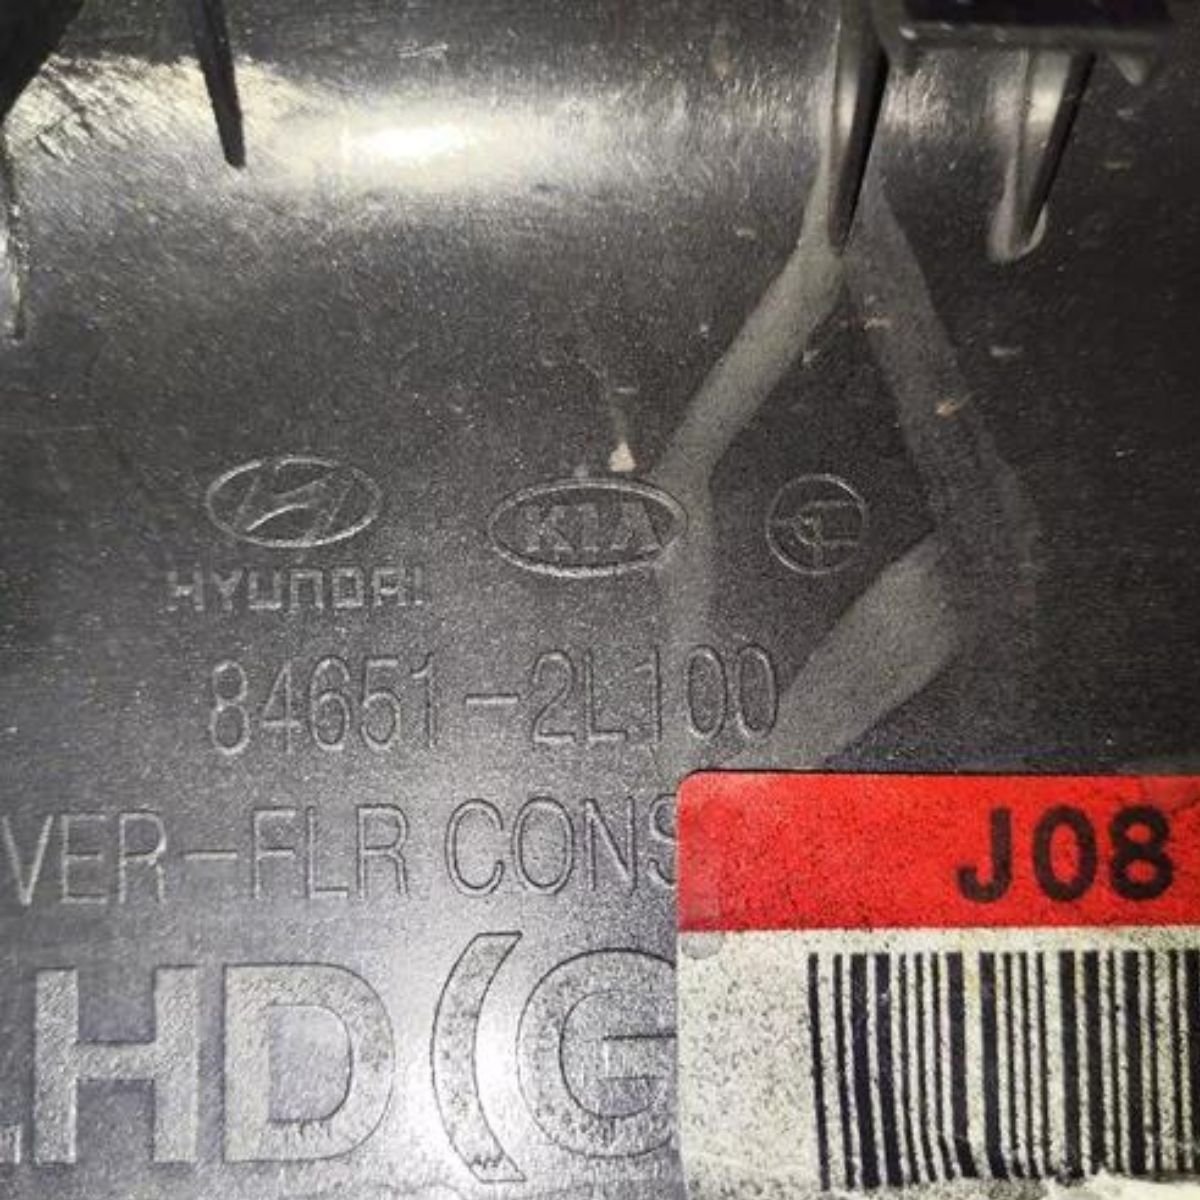 HYUNDAI KIA
84651-2L100
VER-FLR CONS
J08
LHD (G